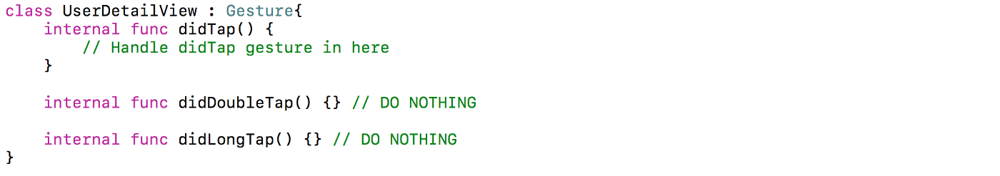 class UserDetailView : Gesture{
    internal func didTap() {
        // Handle didTap gesture in here
    }

    internal func didDoubleTap() {} // DO NOTHING

    internal func didLongTap() {} // DO NOTHING
}